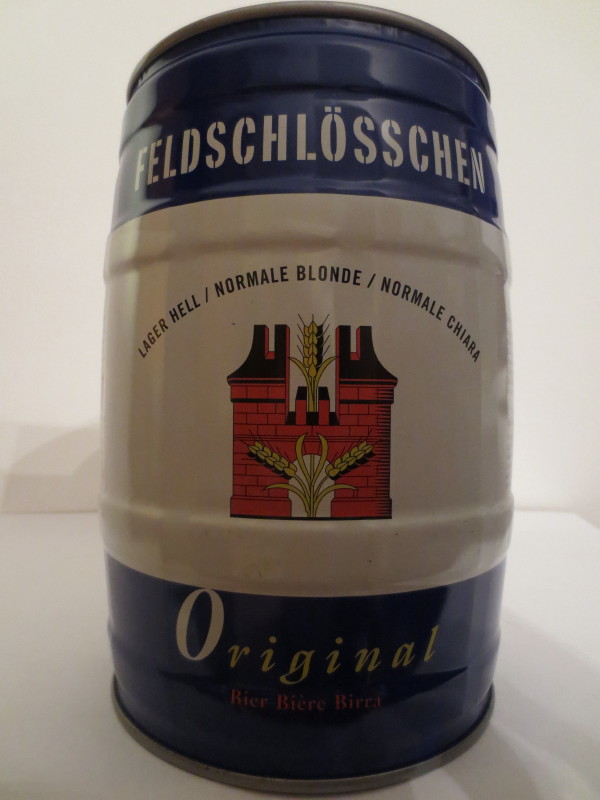 FELDSCHLÖSSCHEN
LAGER HELL / NORMALE BLONDE / NORMALE CHIARA
Original
Bier Bière Birra